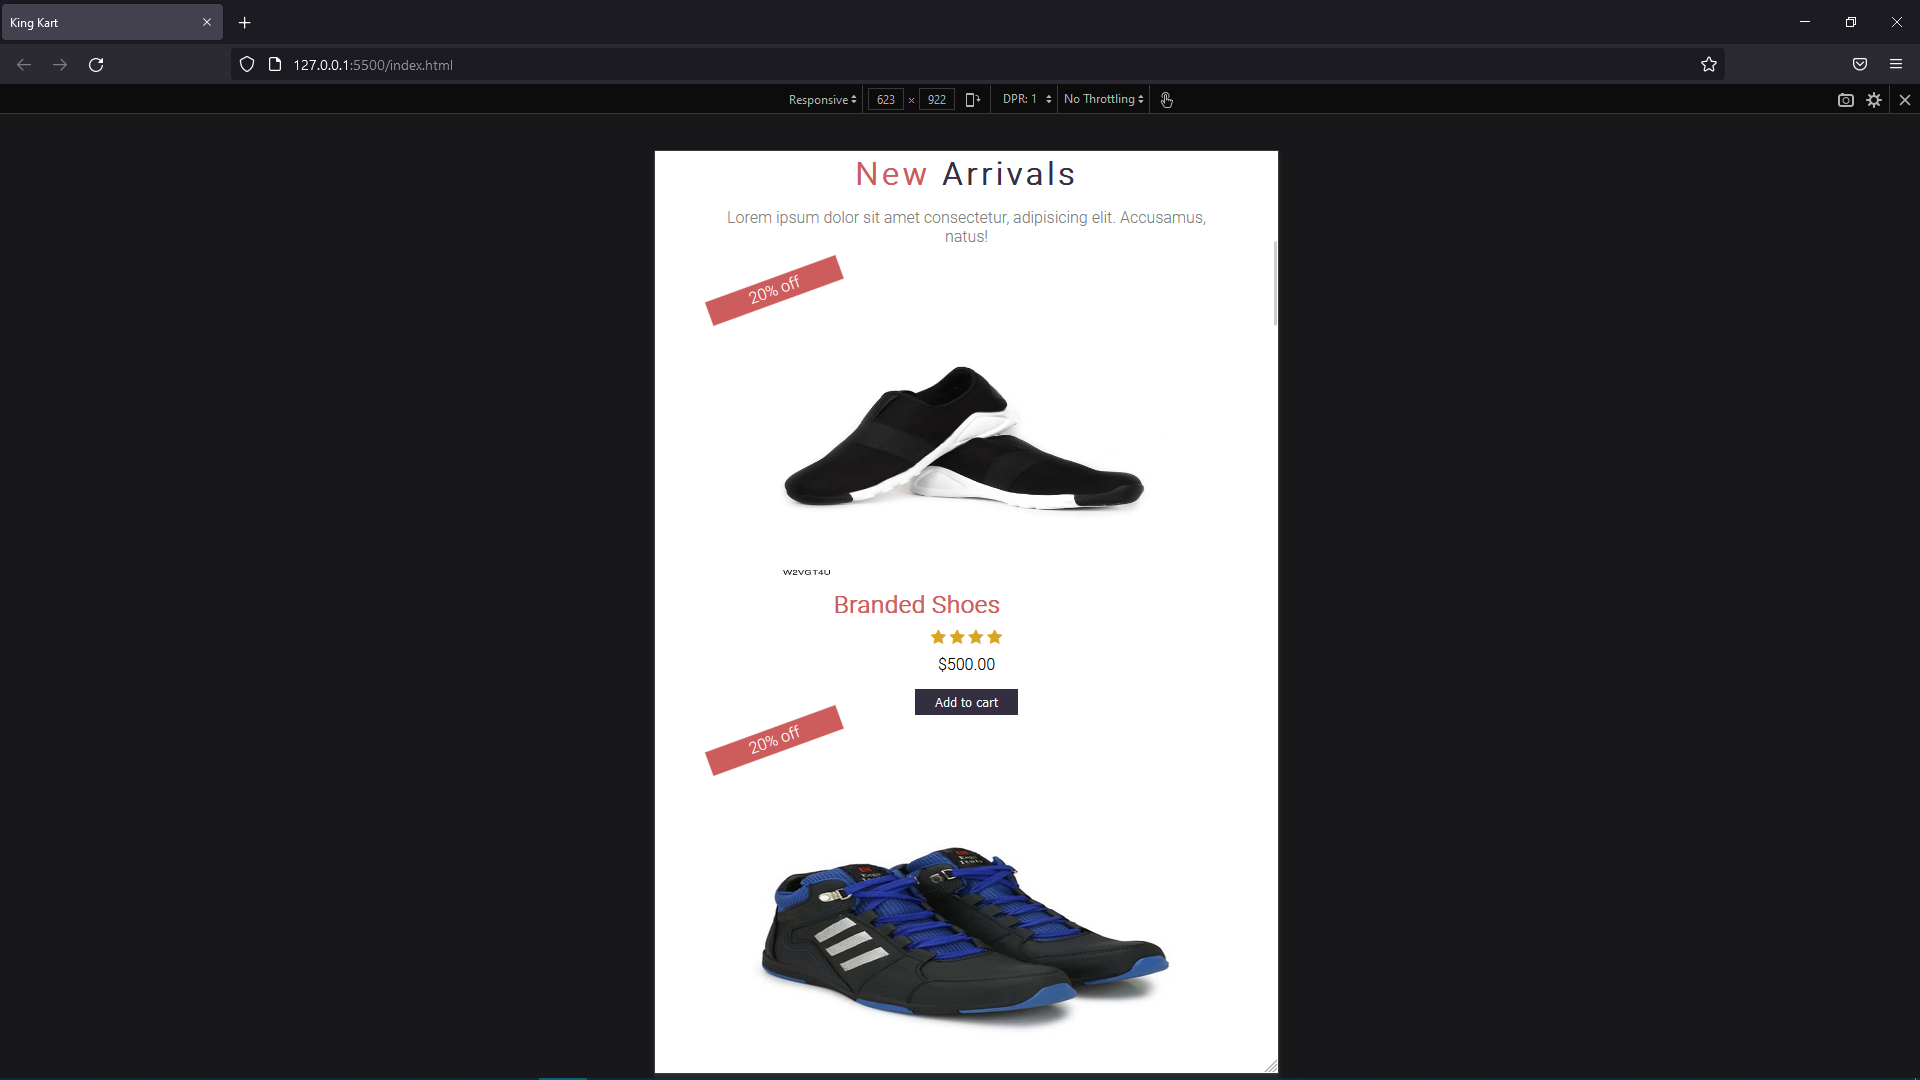 King Kart
127.0.0.1:5500/index.html
Responsive 623 × 922 DPR: 1 No Throttling
New Arrivals
Lorem ipsum dolor sit amet consectetur, adipisicing elit. Accusamus,
natus!
20% off
W2VGT4U
Branded Shoes
$500.00
Add to cart
20% off